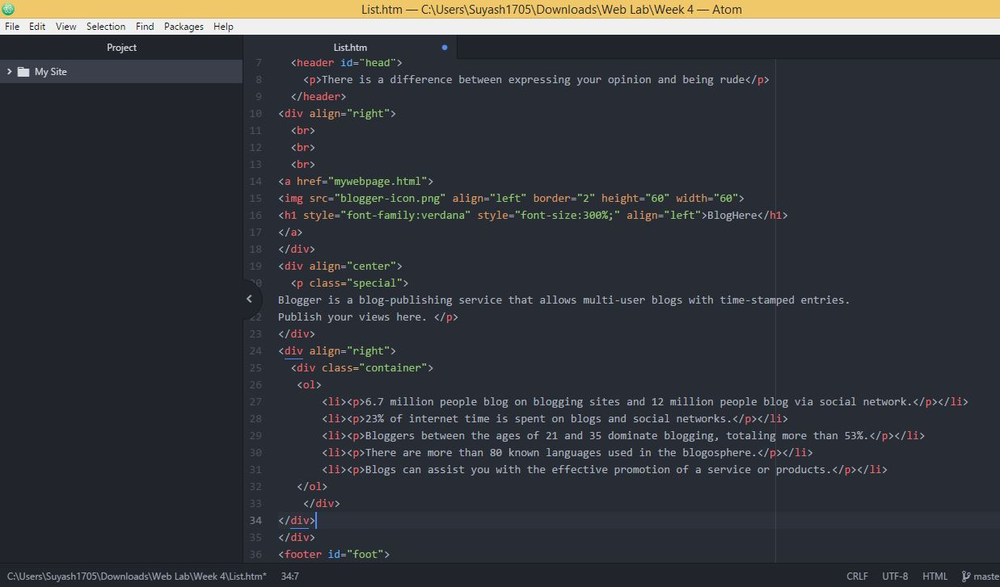 List.htm — C:\Users\Suyash1705\Downloads\Web Lab\Week 4 — Atom
File Edit View Selection Find Packages Help
Project
List.htm
My Site
7 <header id="head">
8 <p>There is a difference between expressing your opinion and being rude</p>
9 </header>
10 <div align="right">
11 <br>
12 <br>
13 <br>
14 <a href="mywebpage.html">
15 <img src="blogger-icon.png" align="left" border="2" height="60" width="60">
16 <h1 style="font-family:verdana" style="font-size:300%;" align="left">BlogHere</h1>
17 </a>
18 </div>
19 <div align="center">
20 <p class="special">
Blogger is a blog-publishing service that allows multi-user blogs with time-stamped entries.
22 Publish your views here. </p>
23 </div>
24 <div align="right">
25 <div class="container">
26 <ol>
27 <li><p>6.7 million people blog on blogging sites and 12 million people blog via social network.</p></li>
28 <li><p>23% of internet time is spent on blogs and social networks.</p></li>
29 <li><p>Bloggers between the ages of 21 and 35 dominate blogging, totaling more than 53%.</p></li>
30 <li><p>There are more than 80 known languages used in the blogosphere.</p></li>
31 <li><p>Blogs can assist you with the effective promotion of a service or products.</p></li>
32 </ol>
33 </div>
34 </div>
35 </div>
36 <footer id="foot">
C:\Users\Suyash1705\Downloads\Web Lab\Week 4\List.htm* 34:7 CRLF UTF-8 HTML maste